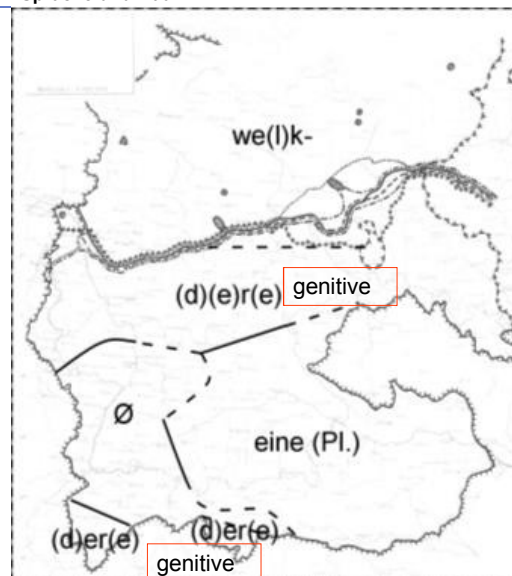 we(l)k-
(d)(e)r(e) genitive
Ø
eine (Pl.)
(d)er(e) (d)er(e)
genitive